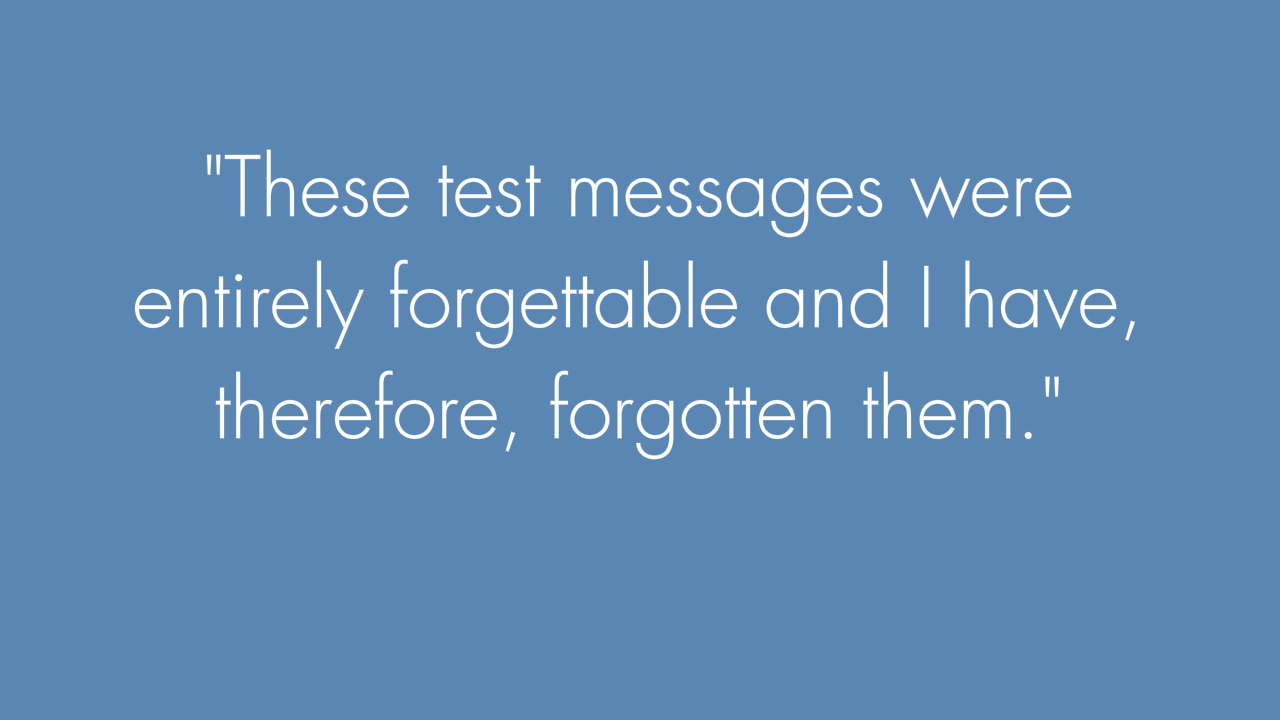 "These test messages were
entirely forgettable and I have,
therefore, forgotten them."